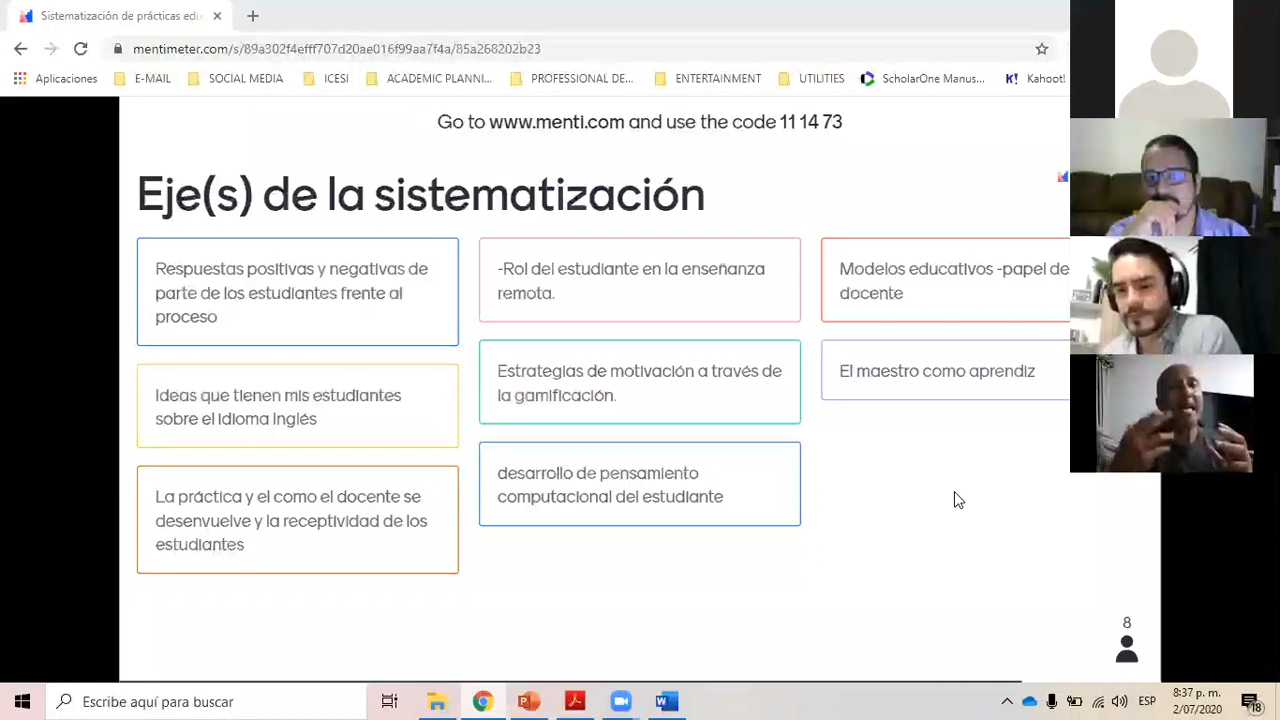 Sistematización de prácticas edu
mentimeter.com/s/89a302f4efff707d20ae016f99aa7f4a/85a268202b23
Aplicaciones E-MAIL SOCIAL MEDIA ICESI ACADEMIC PLANNI... PROFESSIONAL DE... ENTERTAINMENT UTILITIES ScholarOne Manus... Kahoot!
Go to www.menti.com and use the code 11 14 73
Eje(s) de la sistematización
Respuestas positivas y negativas de
parte de los estudiantes frente al
proceso
Ideas que tienen mis estudiantes
sobre el idioma Inglés
La práctica y el como el docente se
desenvuelve y la receptividad de los
estudiantes
-Rol del estudiante en la enseñanza
remota.
Estrategias de motivación a través de
la gamificación.
desarrollo de pensamiento
computacional del estudiante
Modelos educativos -papel de
docente
El maestro como aprendiz
8
Escribe aquí para buscar
ESP
8:37 p. m.
2/07/2020
18